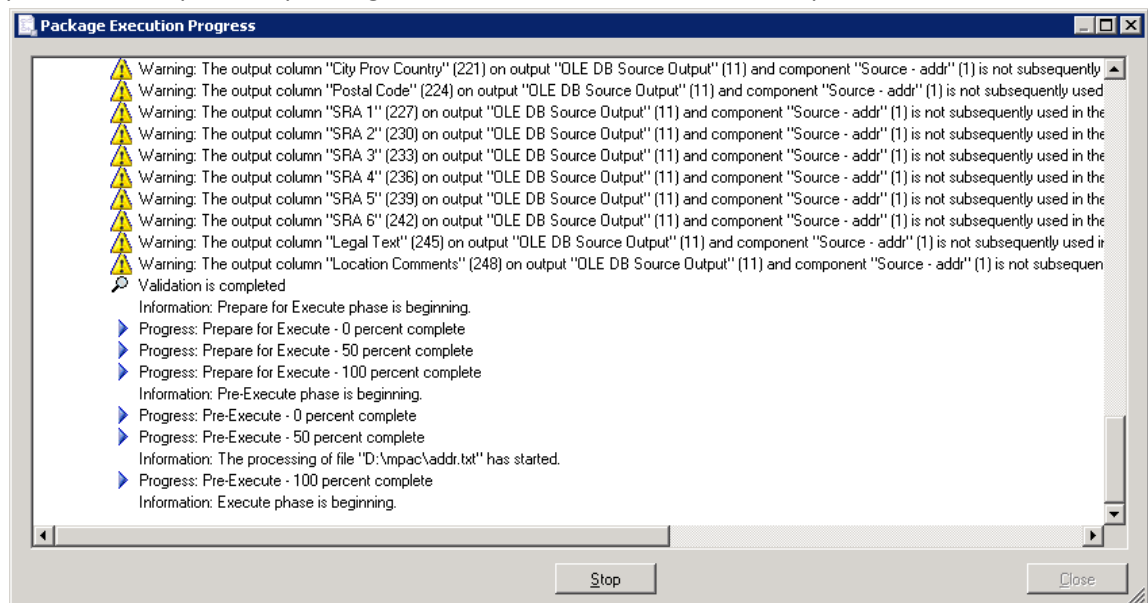 Package Execution Progress
Warning: The output column "City Prov Country" (221) on output "OLE DB Source Output" (11) and component "Source - addr" (1) is not subsequently
Warning: The output column "Postal Code" (224) on output "OLE DB Source Output" (11) and component "Source - addr" (1) is not subsequently used
Warning: The output column "SRA 1" (227) on output "OLE DB Source Output" (11) and component "Source - addr" (1) is not subsequently used in the
Warning: The output column "SRA 2" (230) on output "OLE DB Source Output" (11) and component "Source - addr" (1) is not subsequently used in the
Warning: The output column "SRA 3" (233) on output "OLE DB Source Output" (11) and component "Source - addr" (1) is not subsequently used in the
Warning: The output column "SRA 4" (236) on output "OLE DB Source Output" (11) and component "Source - addr" (1) is not subsequently used in the
Warning: The output column "SRA 5" (239) on output "OLE DB Source Output" (11) and component "Source - addr" (1) is not subsequently used in the
Warning: The output column "SRA 6" (242) on output "OLE DB Source Output" (11) and component "Source - addr" (1) is not subsequently used in the
Warning: The output column "Legal Text" (245) on output "OLE DB Source Output" (11) and component "Source - addr" (1) is not subsequently used
Warning: The output column "Location Comments" (248) on output "OLE DB Source Output" (11) and component "Source - addr" (1) is not subsequen
Validation is completed
Information: Prepare for Execute phase is beginning.
Progress: Prepare for Execute - 0 percent complete
Progress: Prepare for Execute - 50 percent complete
Progress: Prepare for Execute - 100 percent complete
Information: Pre-Execute phase is beginning.
Progress: Pre-Execute - 0 percent complete
Progress: Pre-Execute - 50 percent complete
Information: The processing of file "D:\mpac\addr.txt" has started.
Progress: Pre-Execute - 100 percent complete
Information: Execute phase is beginning.
Stop
Close